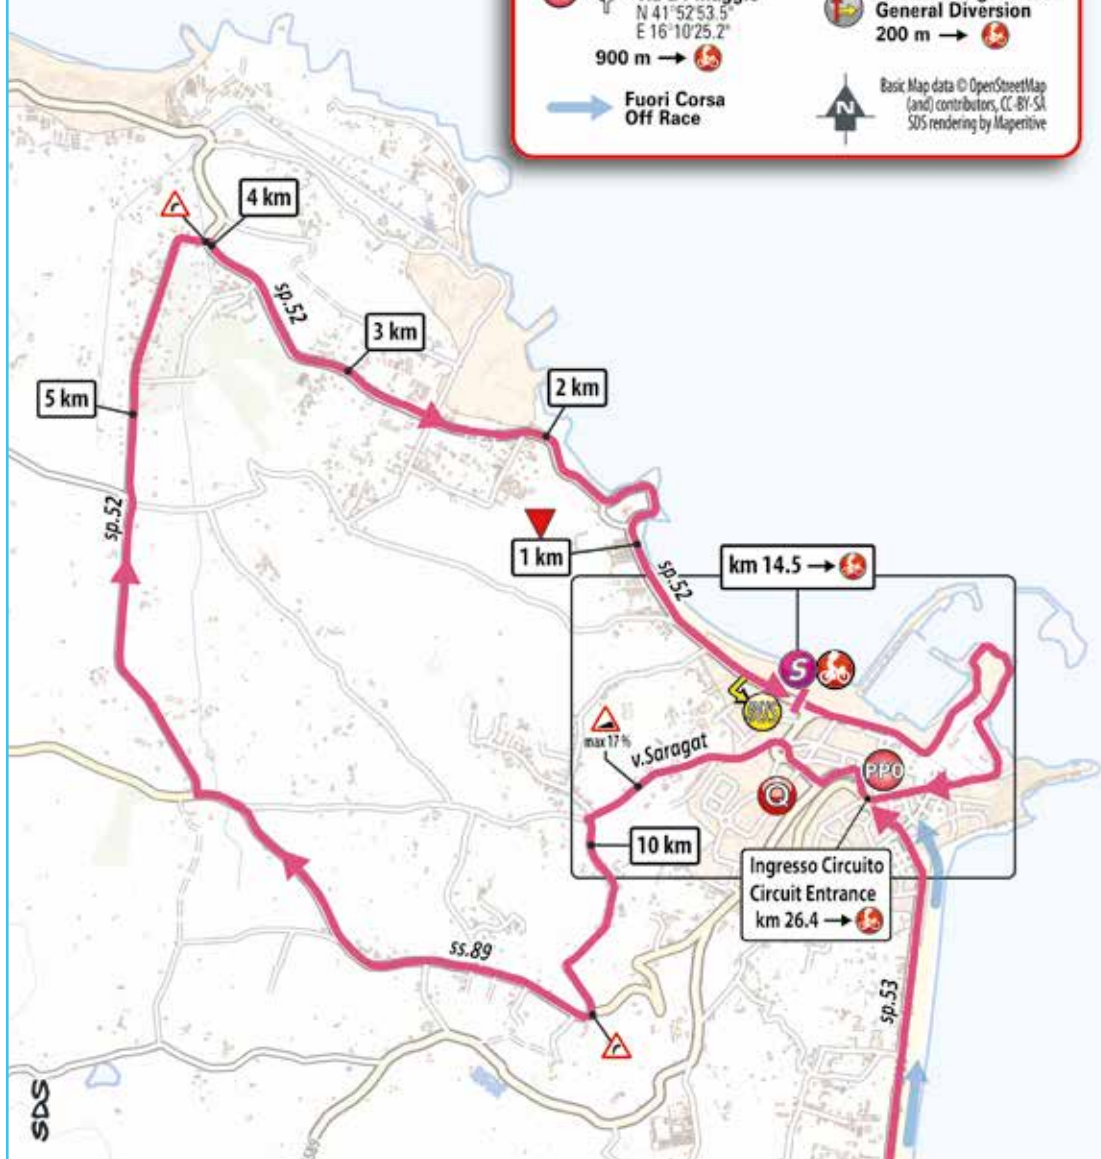 N 41°52'53.5"
E 16°10'25.2"
900 m →
General Diversion
200 m →
Fuori Corsa
Off Race
N
Basic Map data © OpenStreetMap
(and) contributors, CC-BY-SA
SDS rendering by Maperitive
4 km
sp.52
3 km
2 km
5 km
sp.52
1 km
sp.52
km 14.5 →
S
BUS
max 17 %
v.Saragat
PPO
Q
10 km
Ingresso Circuito
Circuit Entrance
km 26.4 →
ss.89
sp.53
SDS